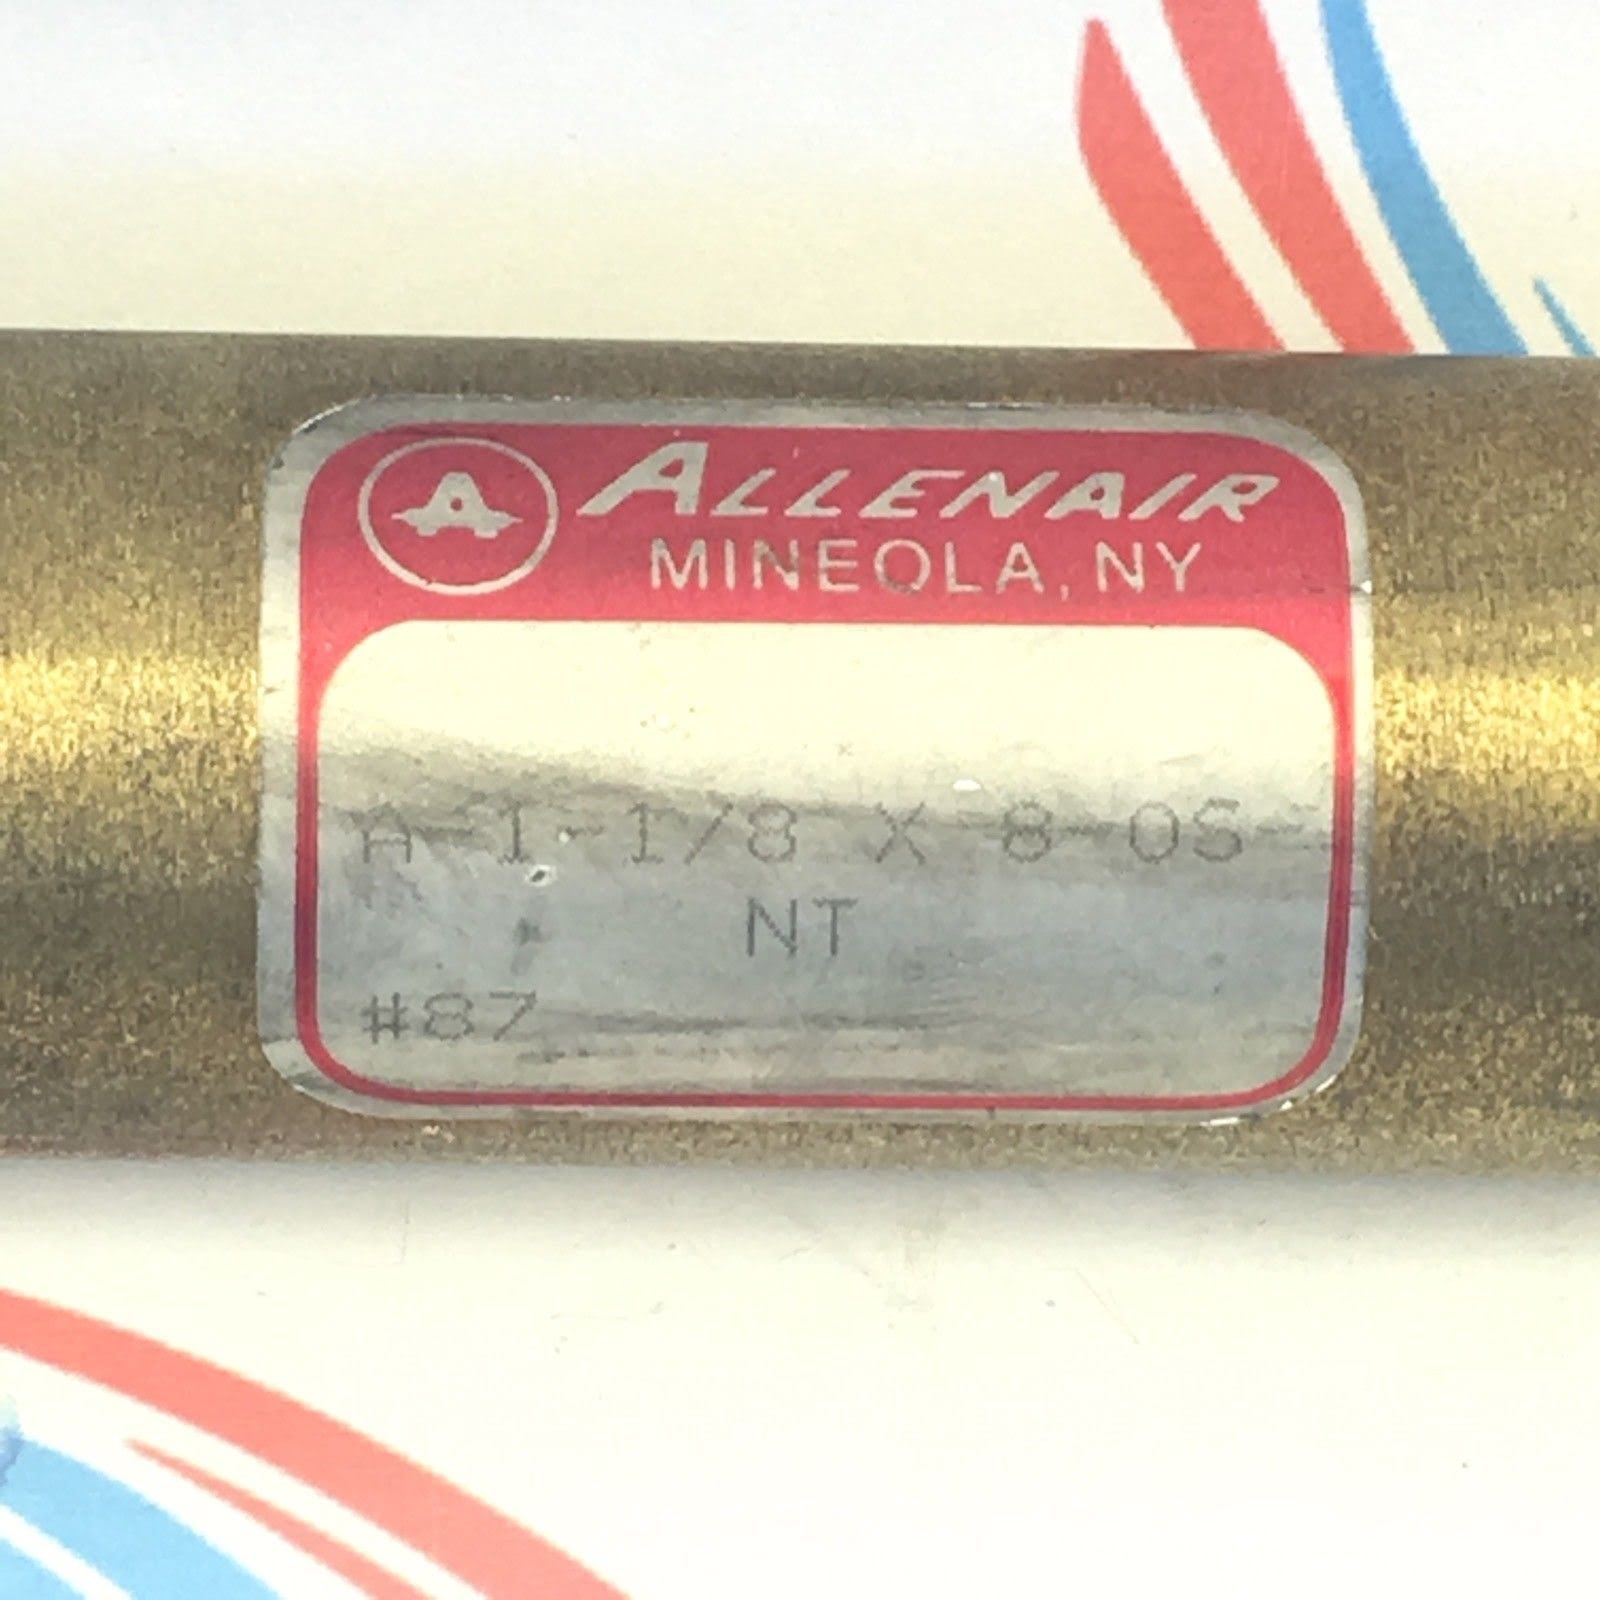 A ALLENAIR
MINEOLA, NY
A-1-1/8 X 8-OS-
NT
#87